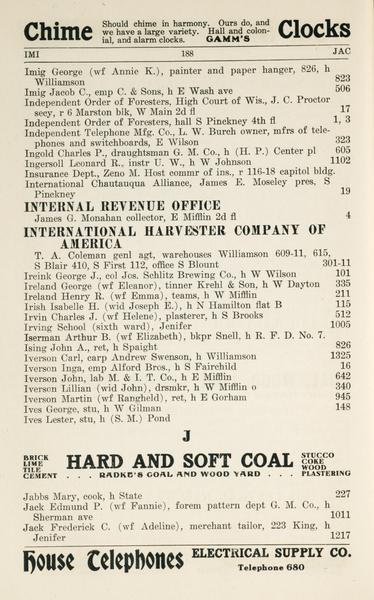 Chime Should chime in harmony. Ours do, and we have a large variety. Hall and colonial, and alarm clocks. GAMM'S Clocks
IMI 188 JAC
Imig George (wf Annie K.), painter and paper hanger, 826, h
Williamson 823
Imig Jacob C., emp C. & Sons, h E Wash ave 506
Independent Order of Foresters, High Court of Wis., J. C. Proctor
secy, r 6 Marston blk, W Main 2d fl 17
Independent Order of Foresters, hall S Pinckney 4th fl 1, 3
Independent Telephone Mfg. Co., L. W. Burch owner, mfrs of tele-
phones and switchboards, E Wilson 323
Ingold Charles P., draughtsman G. M. Co., h (H. P.) Center pl 605
Ingersoll Leonard R., instr U. W., h W Johnson 1102
Insurance Dept., Zeno M. Host commr of ins., r 116-18 capitol bldg.
International Chautauqua Alliance, James E. Moseley pres, S
Pinckney 19
INTERNAL REVENUE OFFICE
James G. Monahan collector, E Mifflin 2d fl 4
INTERNATIONAL HARVESTER COMPANY OF
AMERICA
T. A. Coleman genl agt, warehouses Williamson 609-11, 615,
S Blair 410, S First 112, office S Blount 301-11
Ireink George J., col Jos. Schlitz Brewing Co., h W Wilson 101
Ireland George (wf Eleanor), tinner Krehl & Son, h W Dayton 335
Ireland Henry R. (wf Emma), teams, h W Mifflin 211
Irish Isabelle H. (wid Joseph E.), h N Hamilton flat B 115
Irvin Charles J. (wf Helene), plasterer, h S Brooks 512
Irving School (sixth ward), Jenifer 1005
Iserman Arthur B. (wf Elizabeth), bkpr Snell, h R. F. D. No. 7.
Ising John A., ret, h Spaight 826
Iverson Carl, carp Andrew Swenson, h Williamson 1325
Iverson Inga, emp Alford Bros., h S Fairchild 16
Iverson John, lab M. & I. T. Co., h E Mifflin 642
Iverson Lillian (wid John), drsmkr, h W Mifflin o 340
Iverson Martin (wf Rangheld), ret, h E Gorham 945
Ives George, stu, h W Gilman 148
Ives Lester, stu, h (S. M.) Pond
J
BRICK LIME TILE CEMENT HARD AND SOFT COAL STUCCO COKE WOOD PLASTERING
. . . RADKE'S COAL AND WOOD YARD . . .
Jabbs Mary, cook, h State 227
Jack Edmund P. (wf Fannie), forem pattern dept G. M. Co., h
Sherman ave 1011
Jack Frederick C. (wf Adeline), merchant tailor, 223 King, h
Jenifer 1217
House Telephones ELECTRICAL SUPPLY CO.
Telephone 680